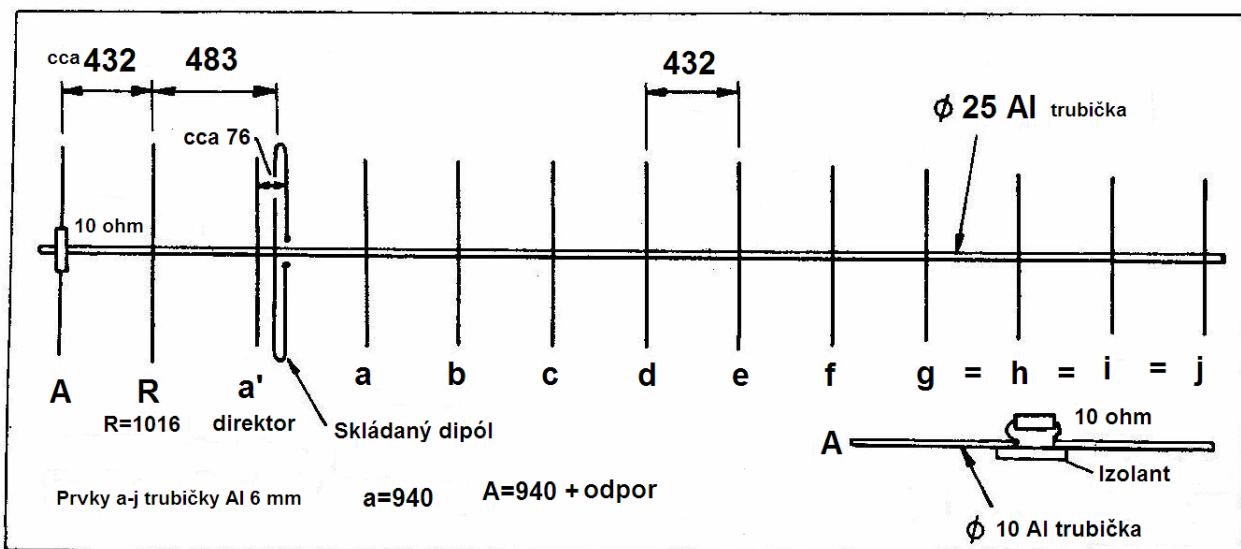 cca 432 483 432
cca 76
ϕ 25 Al trubička
10 ohm
A R a' a b c d e f g = h = i = j
R=1016 direktor
Skládaný dipól
10 ohm
A
Izolant
Prvky a-j trubičky Al 6 mm a=940 A=940 + odpor
ϕ 10 Al trubička